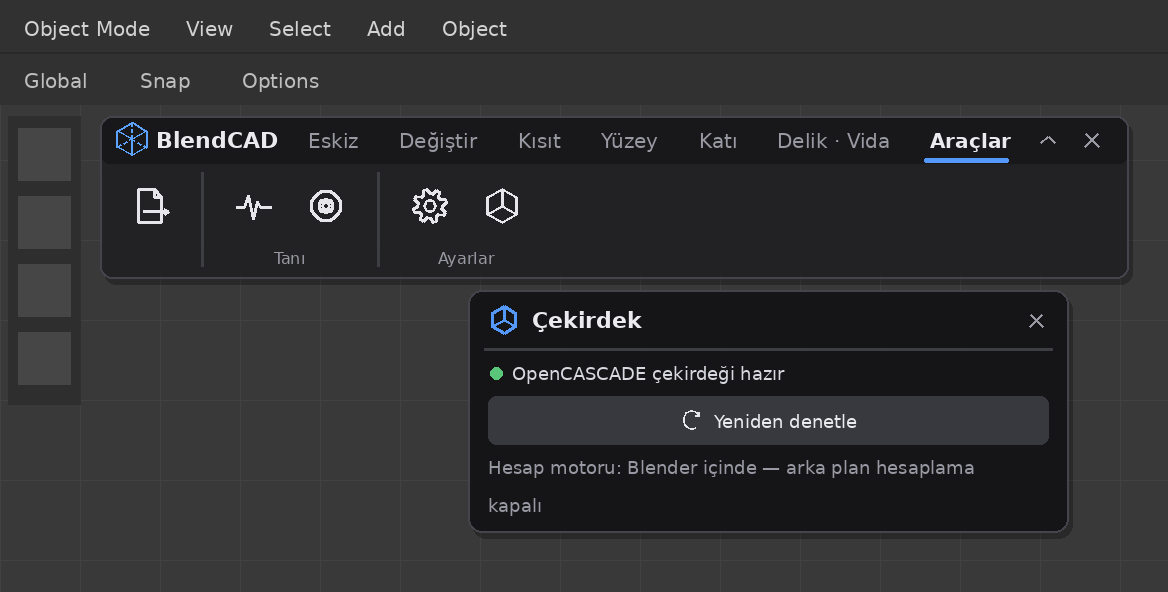 Object Mode View Select Add Object
Global Snap Options
BlendCAD Eskiz Değiştir Kısıt Yüzey Katı Delik · Vida Araçlar
Tanı Ayarlar
Çekirdek
OpenCASCADE çekirdeği hazır
Yeniden denetle
Hesap motoru: Blender içinde — arka plan hesaplama
kapalı